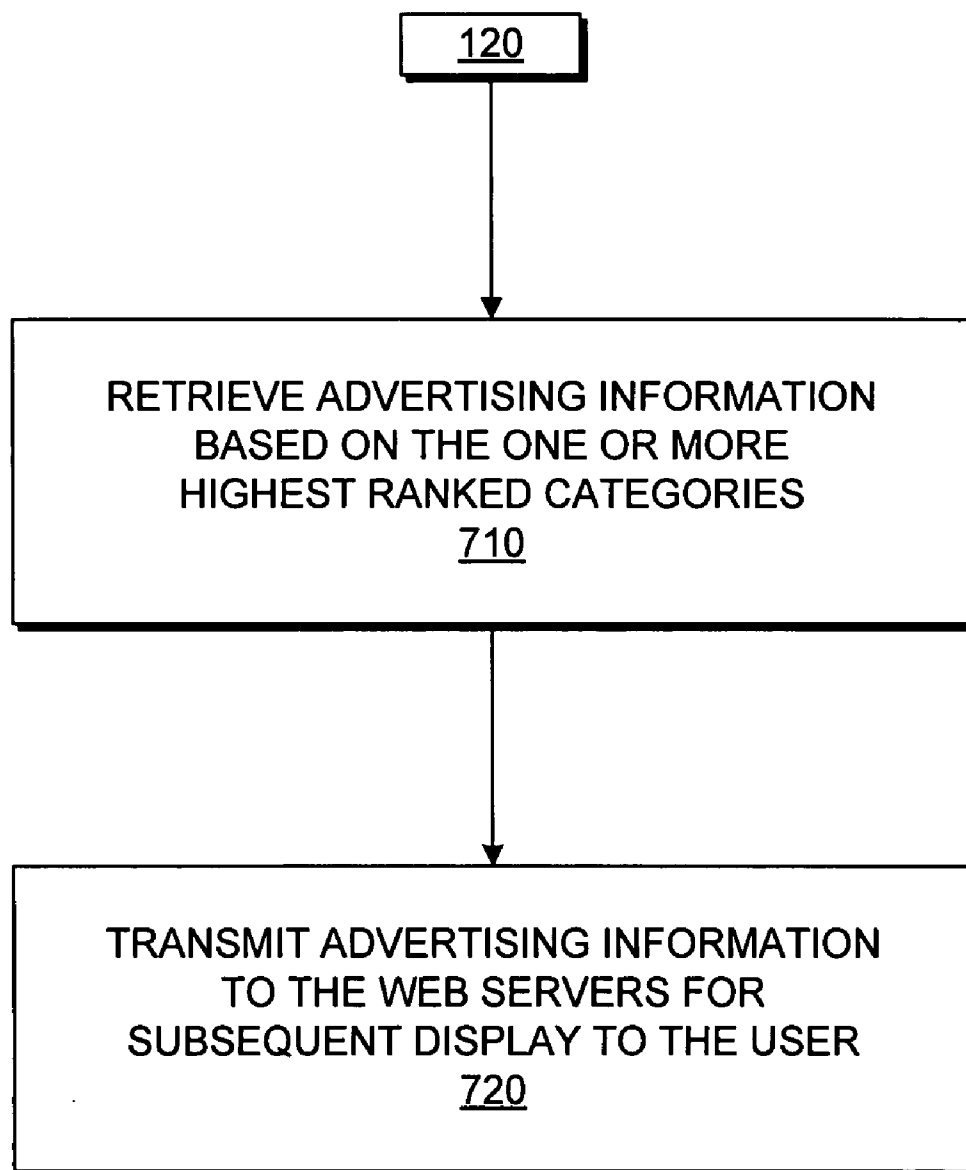 120
RETRIEVE ADVERTISING INFORMATION
BASED ON THE ONE OR MORE
HIGHEST RANKED CATEGORIES
710
TRANSMIT ADVERTISING INFORMATION
TO THE WEB SERVERS FOR
SUBSEQUENT DISPLAY TO THE USER
720